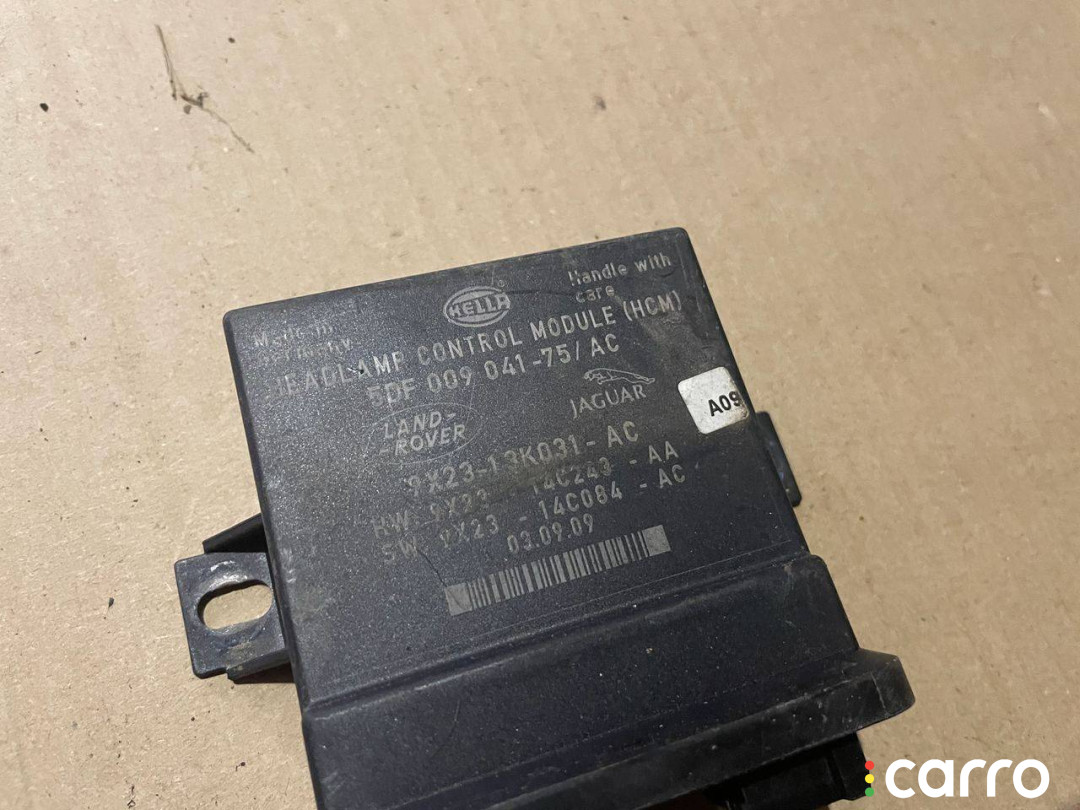 HELLA
®
Handle with
care
Made in
Germany
HEADLAMP CONTROL MODULE (HCM)
5DF 009 041-75/AC
LAND-
-ROVER
JAGUAR
A09
9X23-13K031-AC
HW: 9X23 - 14C243 - AA
SW: 9X23 - 14C084 - AC
03.09.09
carro